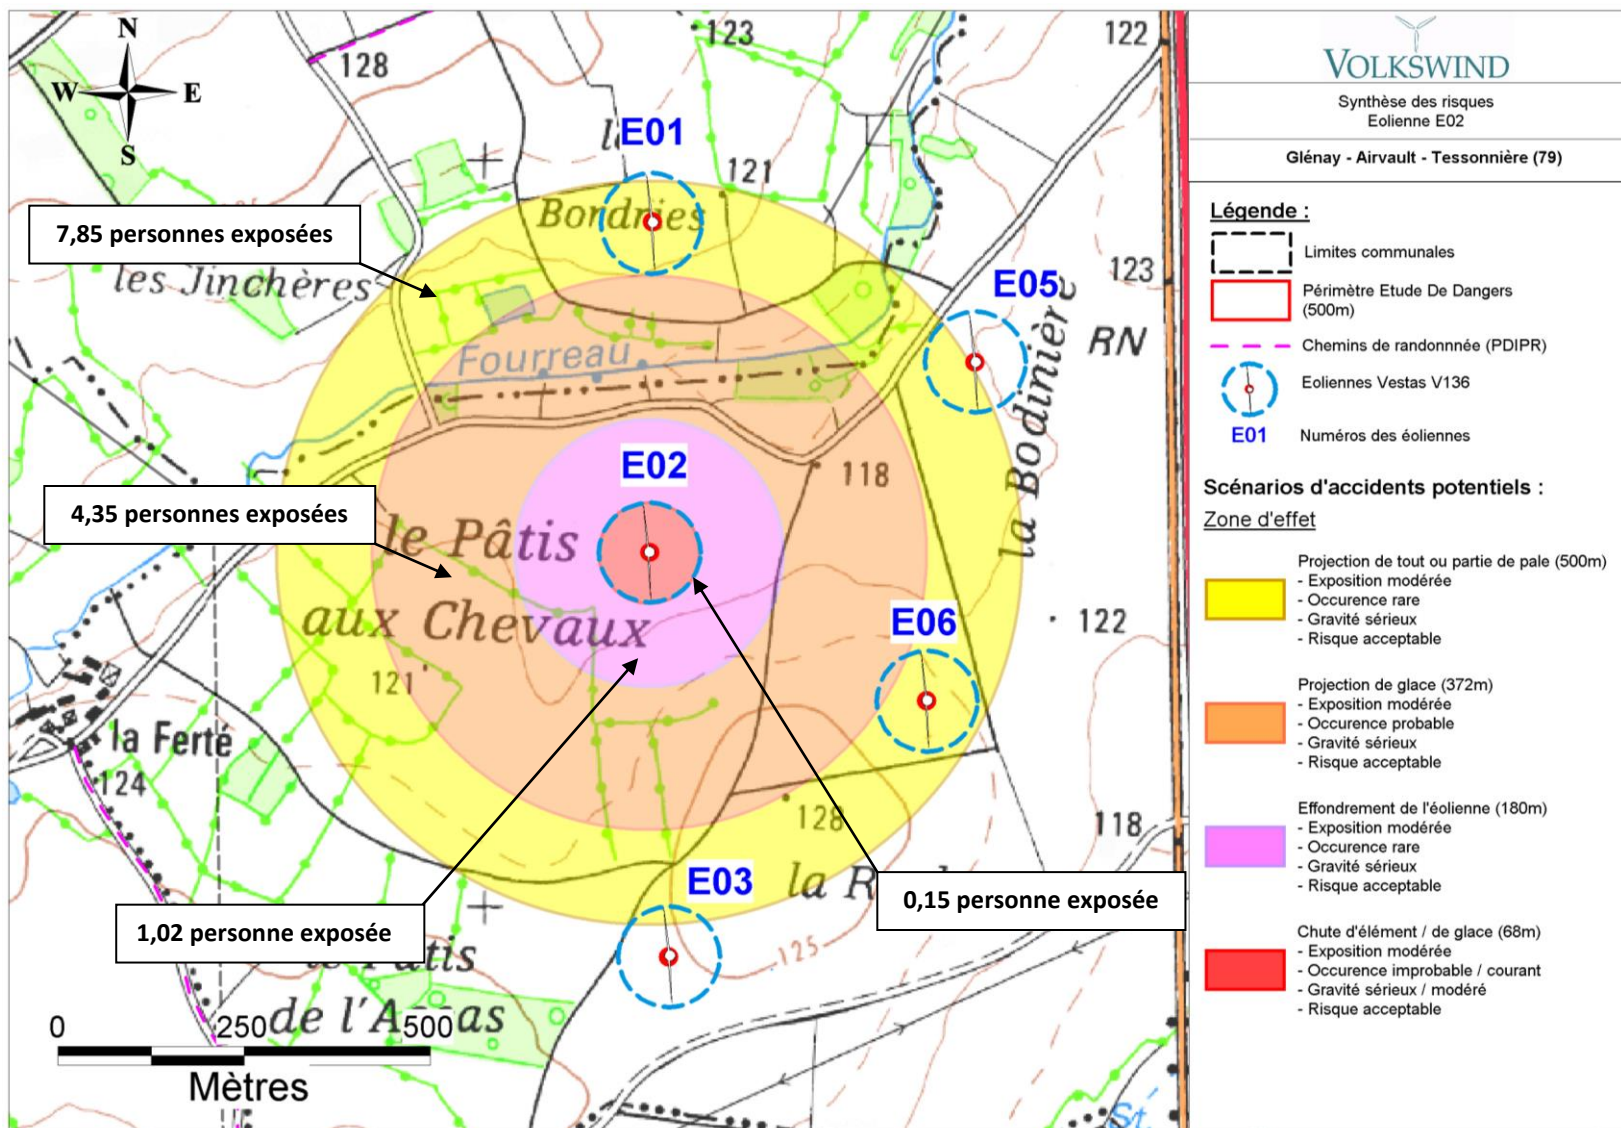 N
W
E
S
128
123
122
E01
121
Bondries
7,85 personnes exposées
les Jinchères
E05
123
RN
la Bodinière
Fourreau
E02
118
4,35 personnes exposées
le Pâtis
aux Chevaux
121
E06
122
la Ferté
124
128
118
E03
la R
0,15 personne exposée
1,02 personne exposée
125
de l'A
as
0
250
500
Mètres
VOLKSWIND
Synthèse des risques
Eolienne E02
Glénay - Airvault - Tessonnière (79)
Légende :
Limites communales
Périmètre Etude De Dangers
(500m)
Chemins de randonnnée (PDIPR)
Eoliennes Vestas V136
E01
Numéros des éoliennes
Scénarios d'accidents potentiels :
Zone d'effet
Projection de tout ou partie de pale (500m)
- Exposition modérée
- Occurence rare
- Gravité sérieux
- Risque acceptable
Projection de glace (372m)
- Exposition modérée
- Occurence probable
- Gravité sérieux
- Risque acceptable
Effondrement de l'éolienne (180m)
- Exposition modérée
- Occurence rare
- Gravité sérieux
- Risque acceptable
Chute d'élément / de glace (68m)
- Exposition modérée
- Occurence improbable / courant
- Gravité sérieux / modéré
- Risque acceptable